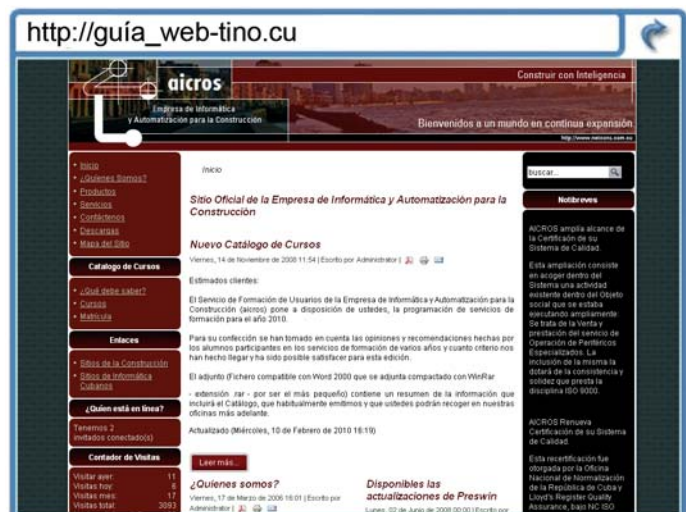 http://guía_web-tino.cu
aicros
Construir con Inteligencia
Empresa de Informática
y Automatización para la Construcción
Bienvenidos a un mundo en continua expansión
Inicio
¿Quienes Somos?
Productos
Servicios
Contáctenos
Descargas
Mapa del Sitio
Catalogo de Cursos
¿Qué debe saber?
Cursos
Matrícula
Enlaces
Sitios de la Construcción
Sitios de Informática
Cubanos
¿Quien está en línea?
Tenemos 2
invitados conectado(s)
Contador de Visitas
Visitar ayer: 11
Visitas hoy: 6
Visitas mes: 17
Visitas total: 3093
Inicio
Sitio Oficial de la Empresa de Informática y Automatización para la
Construcción
Nuevo Catálogo de Cursos
Viernes, 14 de Noviembre de 2008 11:54 | Escrito por Administrator |
Estimados clientes:
El Servicio de Formación de Usuarios de la Empresa de Informática y Automatización para la
Construcción (aicros) pone a disposición de ustedes, la programación de servicios de
formación para el año 2010.
Para su confección se han tomado en cuenta las opiniones y recomendaciones hechas por
los alumnos participantes en los servicios de formación de varios años y cuanto criterio nos
han hecho llegar y ha sido posible satisfacer para esta edición.
El adjunto (Fichero compatible con Word 2000 que se adjunta compactado con WinRar
- extensión .rar - por ser el más pequeño) contiene un resumen de la información que
incluirá el Catálogo, que habitualmente emitimos y que ustedes podrán recoger en nuestras
oficinas más adelante.
Actualizado (Miércoles, 10 de Febrero de 2010 16:19)
Leer más...
¿Quienes somos?
Viernes, 17 de Marzo de 2006 16:01 | Escrito por
Administrator |
Disponibles las
actualizaciones de Preswin
Lunes, 02 de Junio de 2008 00:00 | Escrito por
buscar...
Notibreves
AICROS amplía alcance de
la Certificación de su
Sistema de Calidad.
Esta ampliación consiste
en acoger dentro del
Sistema una actividad
existente dentro del Objeto
social que se estaba
ejecutando ampliamente:
Se trata de la Venta y
prestación del servicio de
Operación de Periféricos
Especializados. La
inclusión de la misma la
dotará de la consistencia y
solidez que presta la
disciplina ISO 9000.
AICROS Renueva
Certificación de su Sistema
de Calidad.
Esta recertificación fue
otorgada por la Oficina
Nacional de Normalización
de la República de Cuba y
Lloyd's Register Quality
Assurance, bajo NC ISO